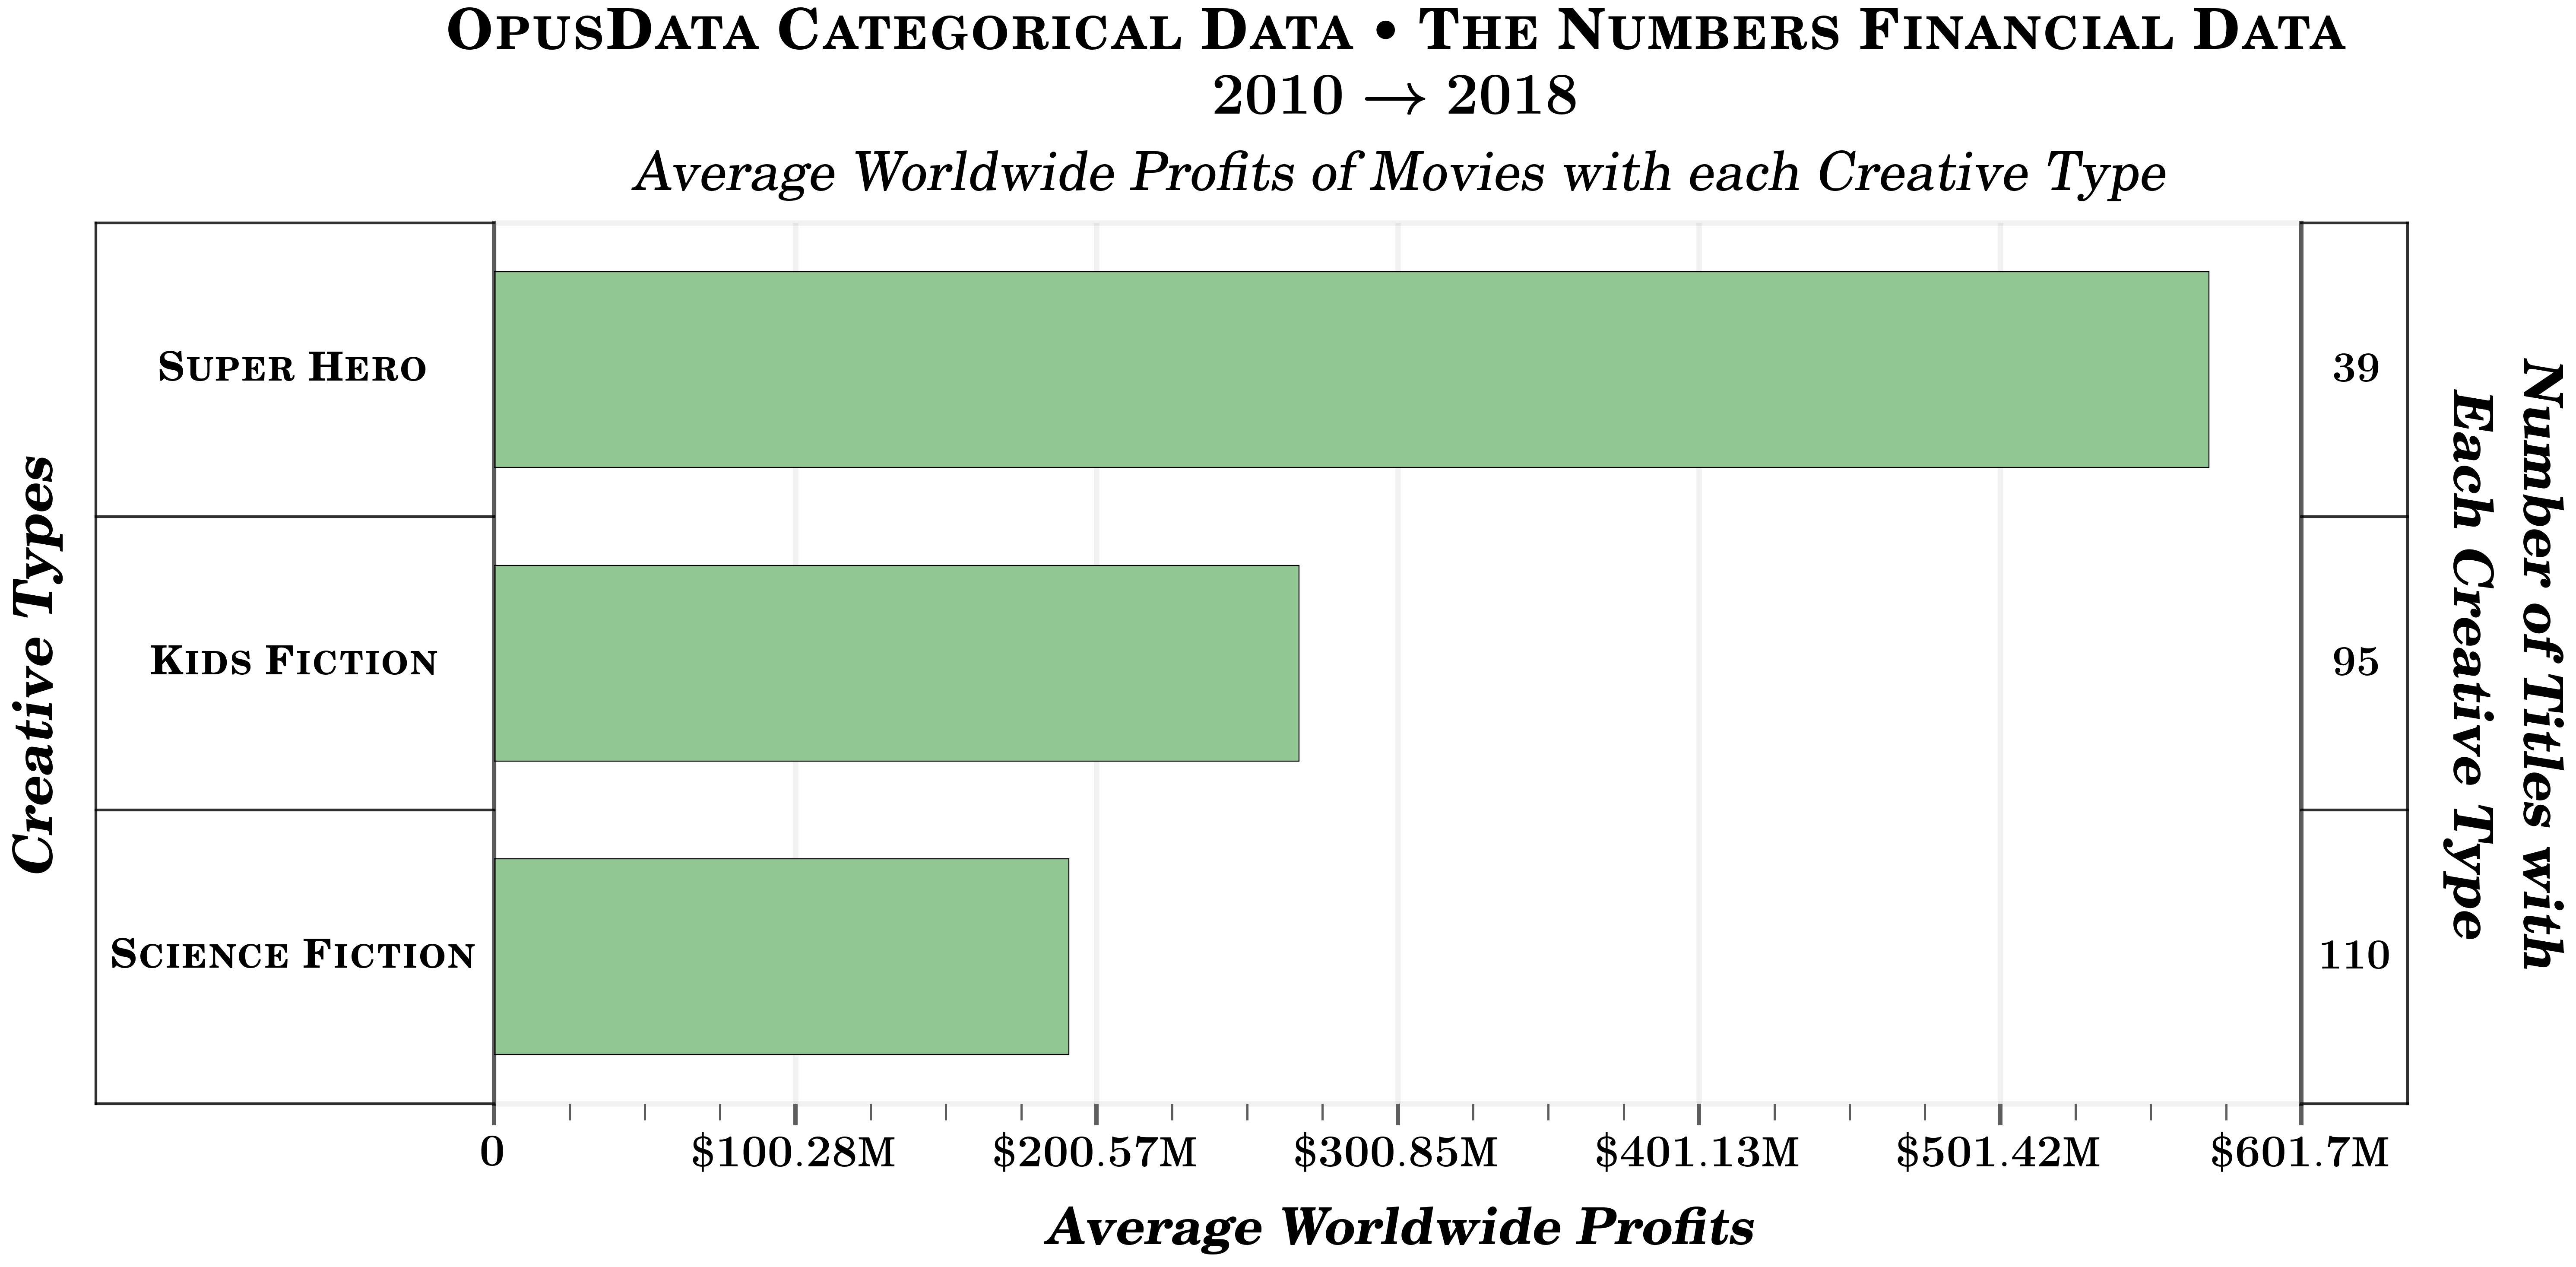 OpusData Categorical Data • The Numbers Financial Data
2010 → 2018
Average Worldwide Profits of Movies with each Creative Type
Creative Types
Super Hero
39
Kids Fiction
95
Science Fiction
110
Number of Titles with
Each Creative Type
0 $100.28M $200.57M $300.85M $401.13M $501.42M $601.7M
Average Worldwide Profits